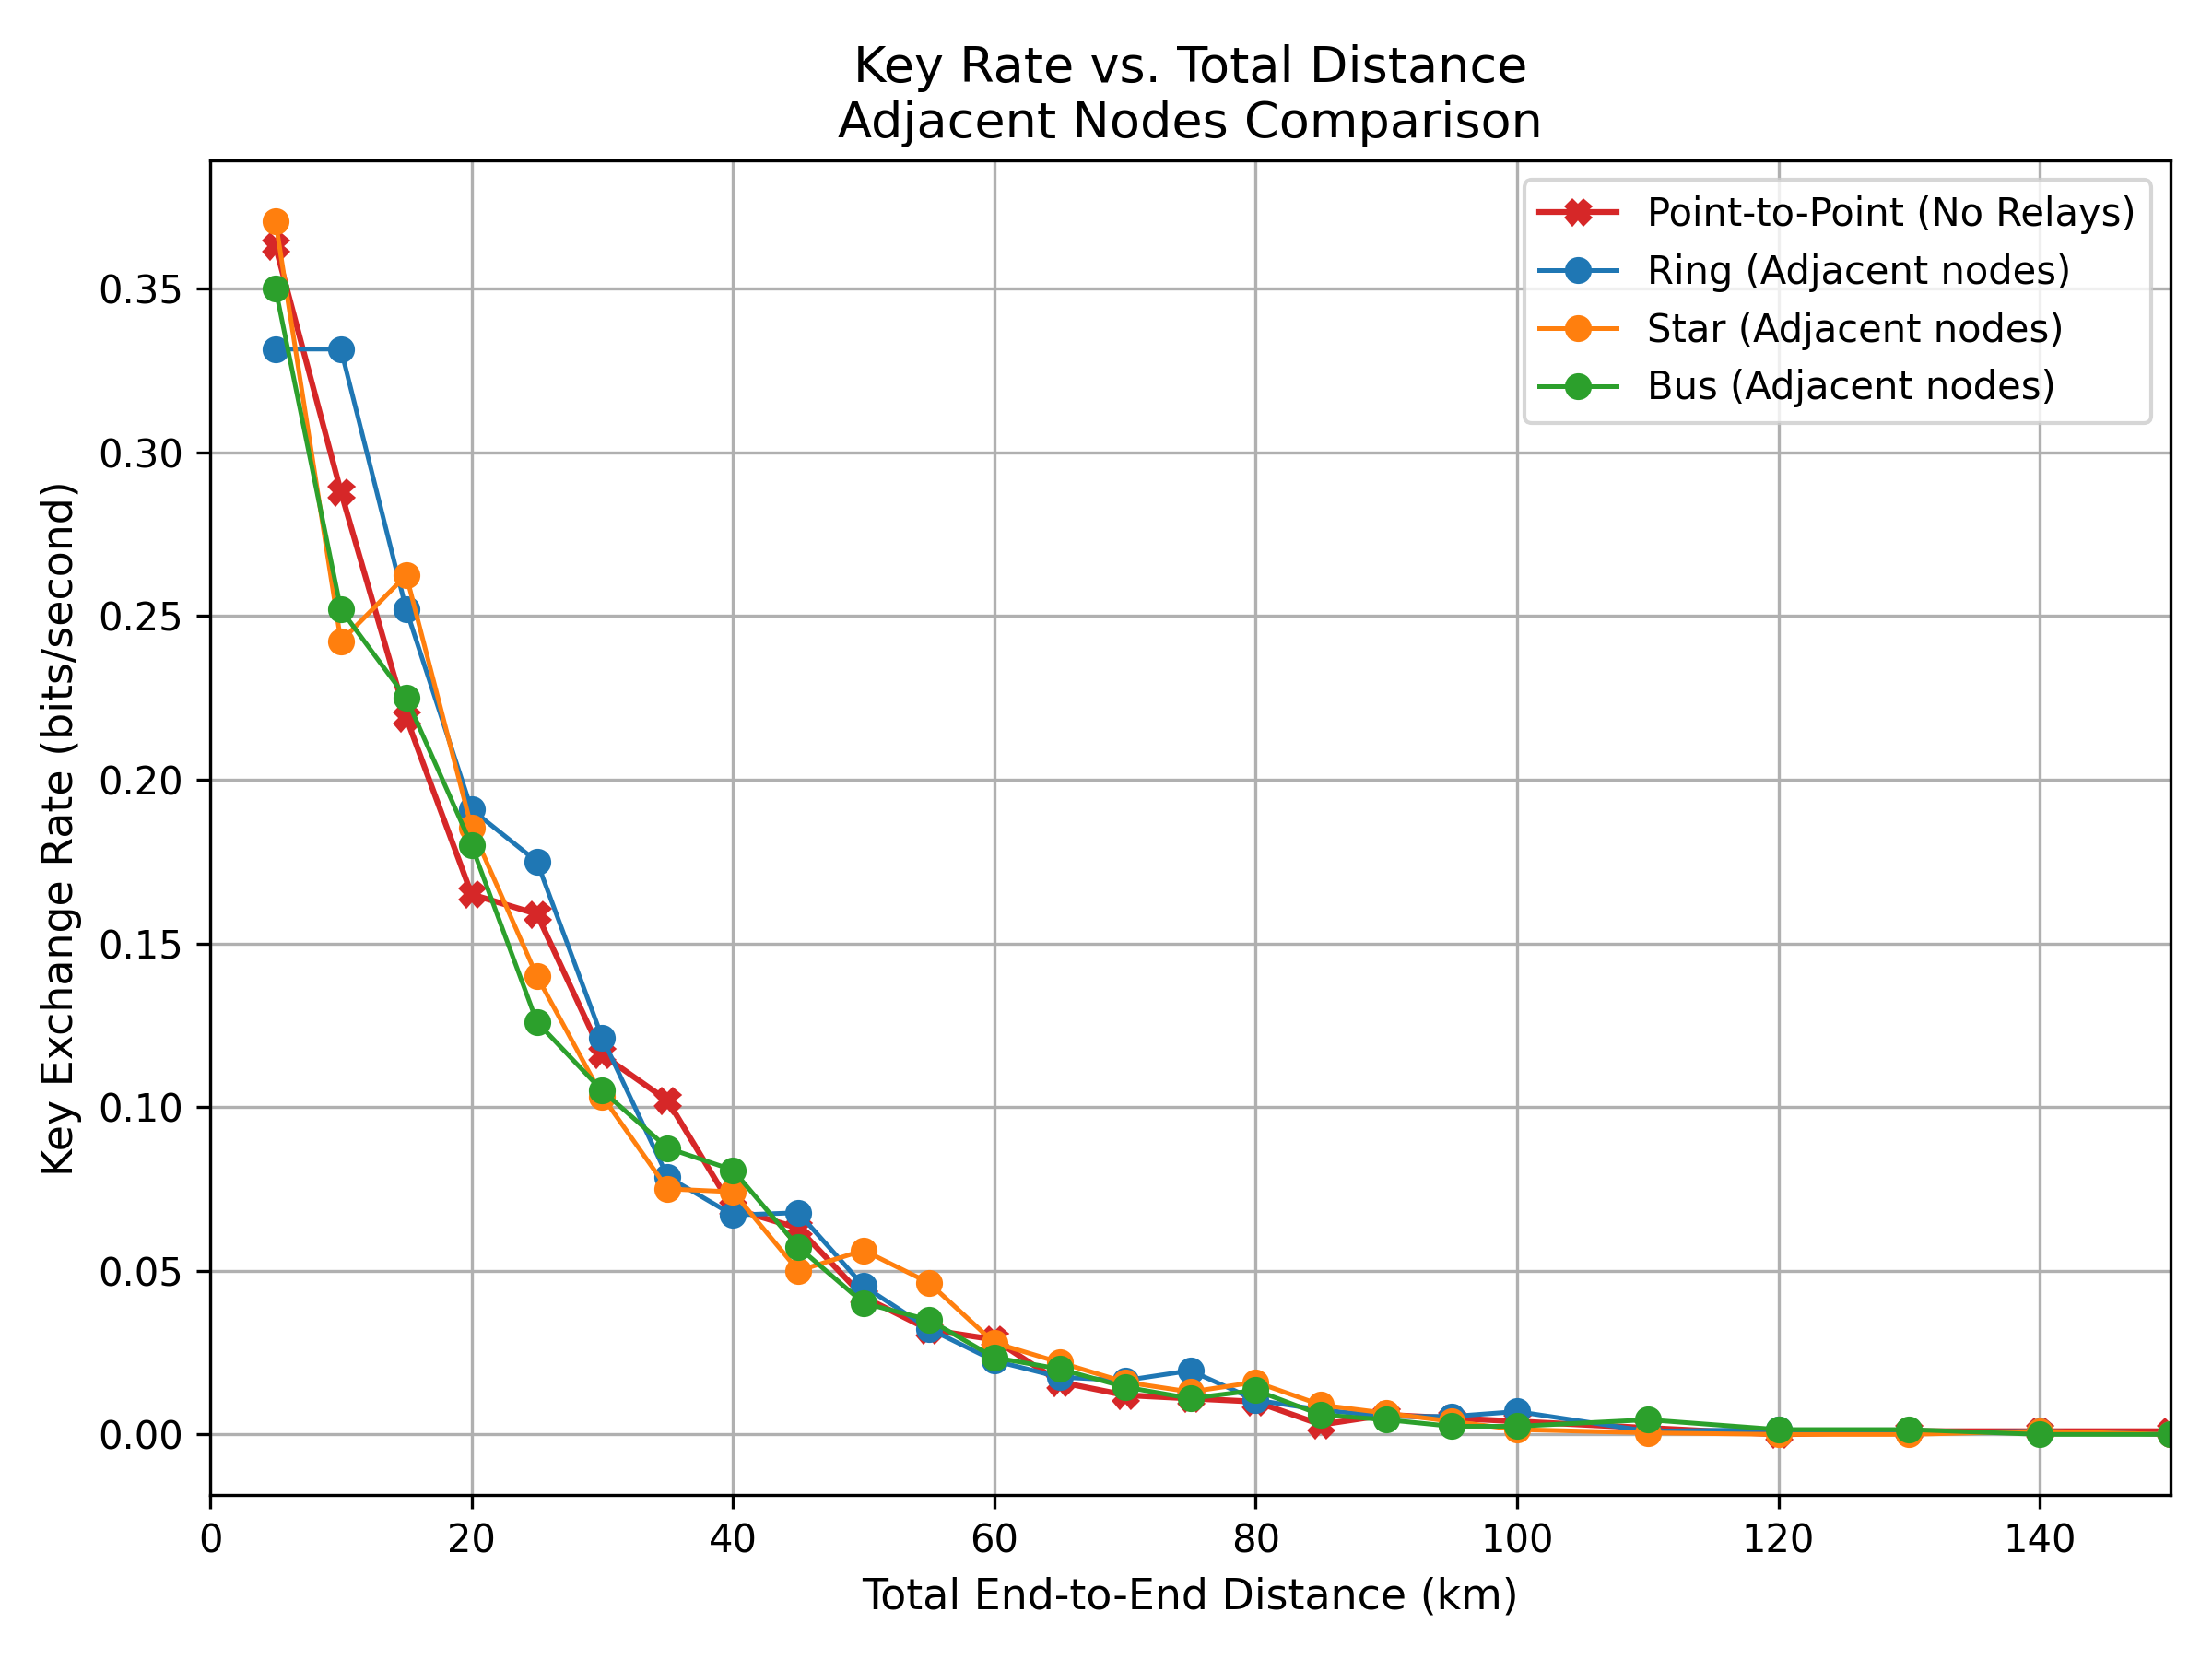 Key Rate vs. Total Distance
Adjacent Nodes Comparison
Point-to-Point (No Relays)
Ring (Adjacent nodes)
Star (Adjacent nodes)
Bus (Adjacent nodes)
Key Exchange Rate (bits/second)
0.35
0.30
0.25
0.20
0.15
0.10
0.05
0.00
0 20 40 60 80 100 120 140
Total End-to-End Distance (km)